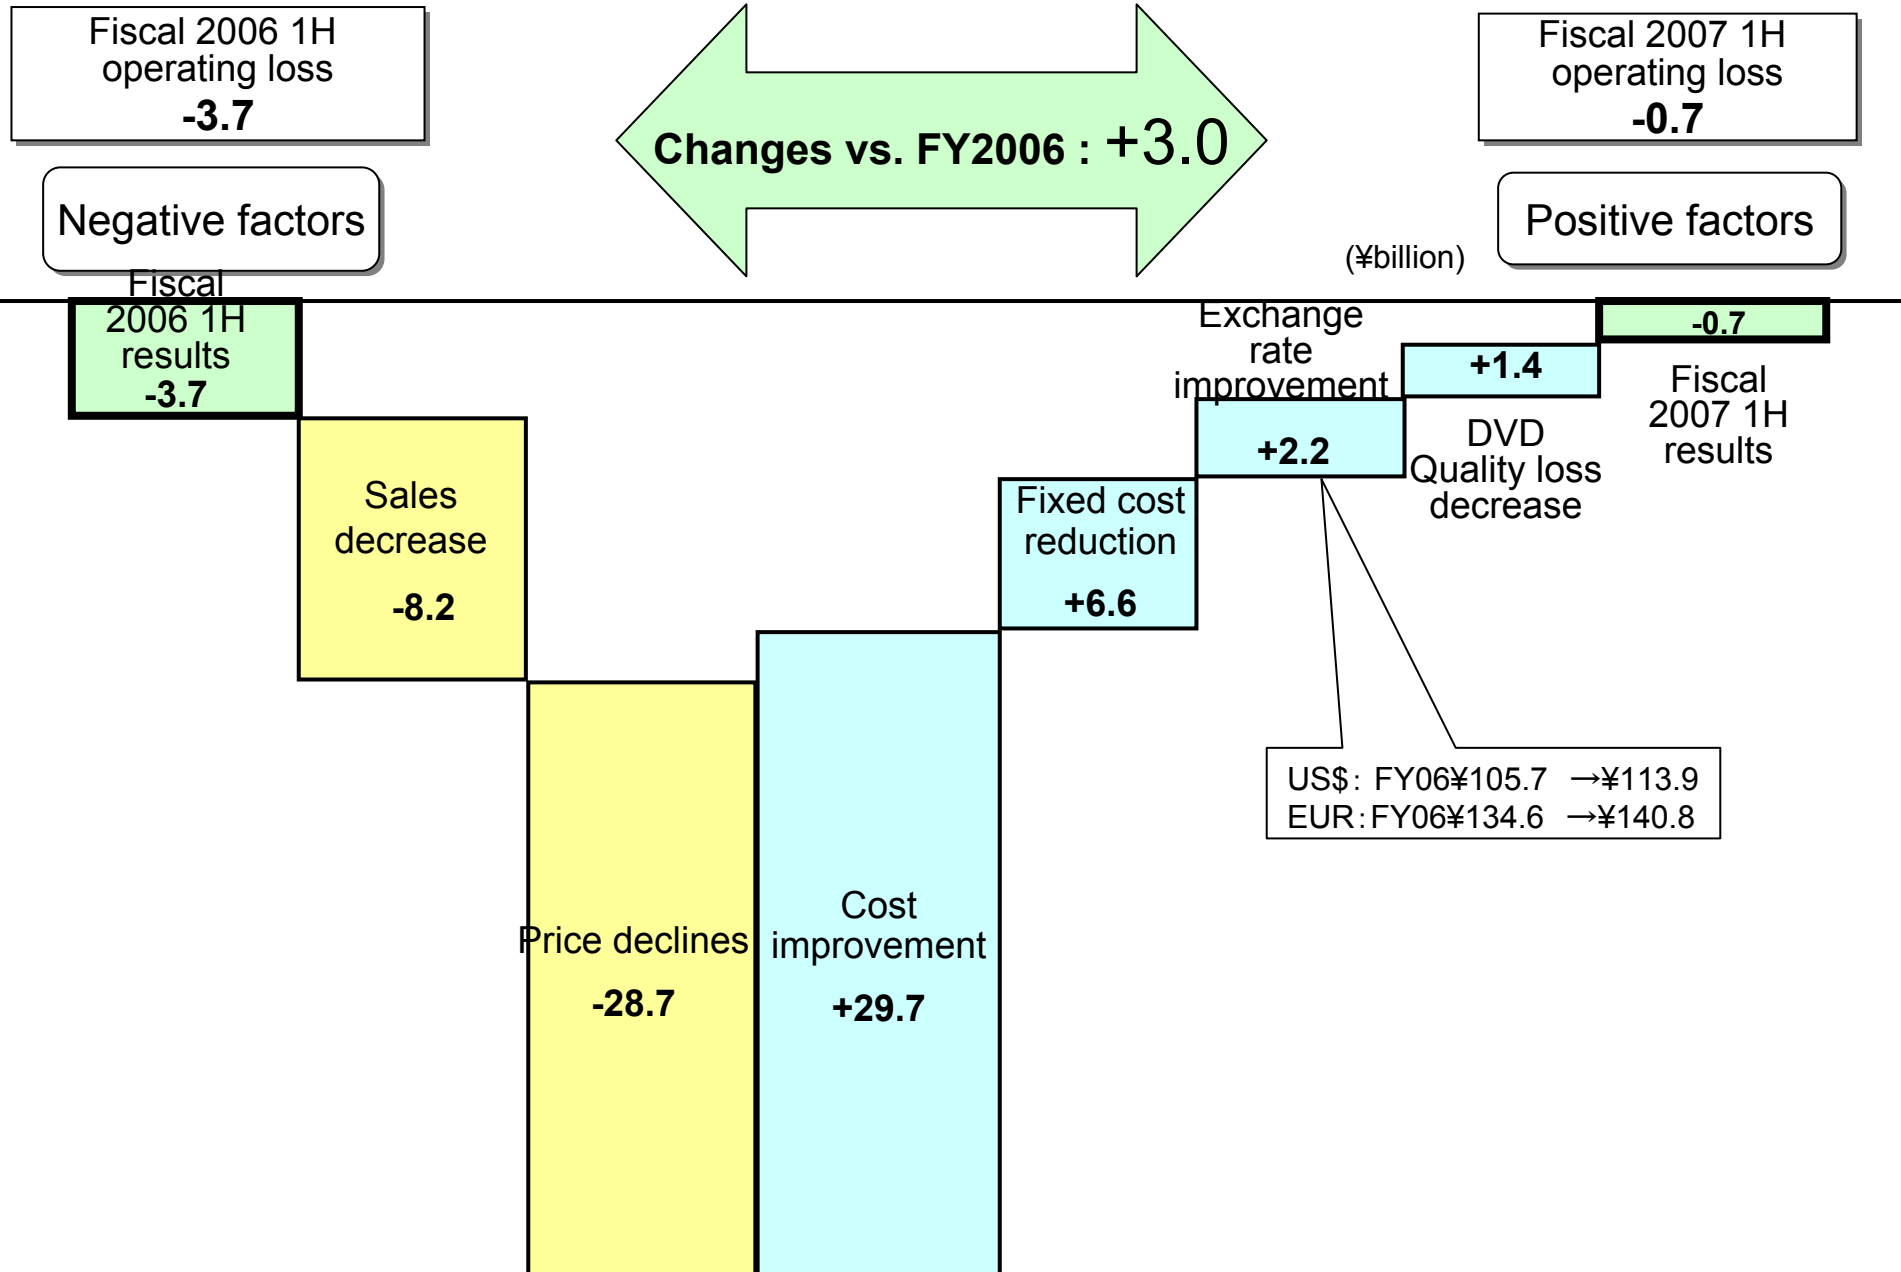 Fiscal 2006 1H
operating loss
-3.7
Changes vs. FY2006 : +3.0
Fiscal 2007 1H
operating loss
-0.7
Negative factors
Positive factors
(¥billion)
Fiscal
2006 1H
results
-3.7
Sales
decrease
-8.2
Price declines
-28.7
Cost
improvement
+29.7
Fixed cost
reduction
+6.6
Exchange
rate
improvement
+2.2
+1.4
DVD
Quality loss
decrease
-0.7
Fiscal
2007 1H
results
US$: FY06¥105.7 →¥113.9
EUR:FY06¥134.6 →¥140.8